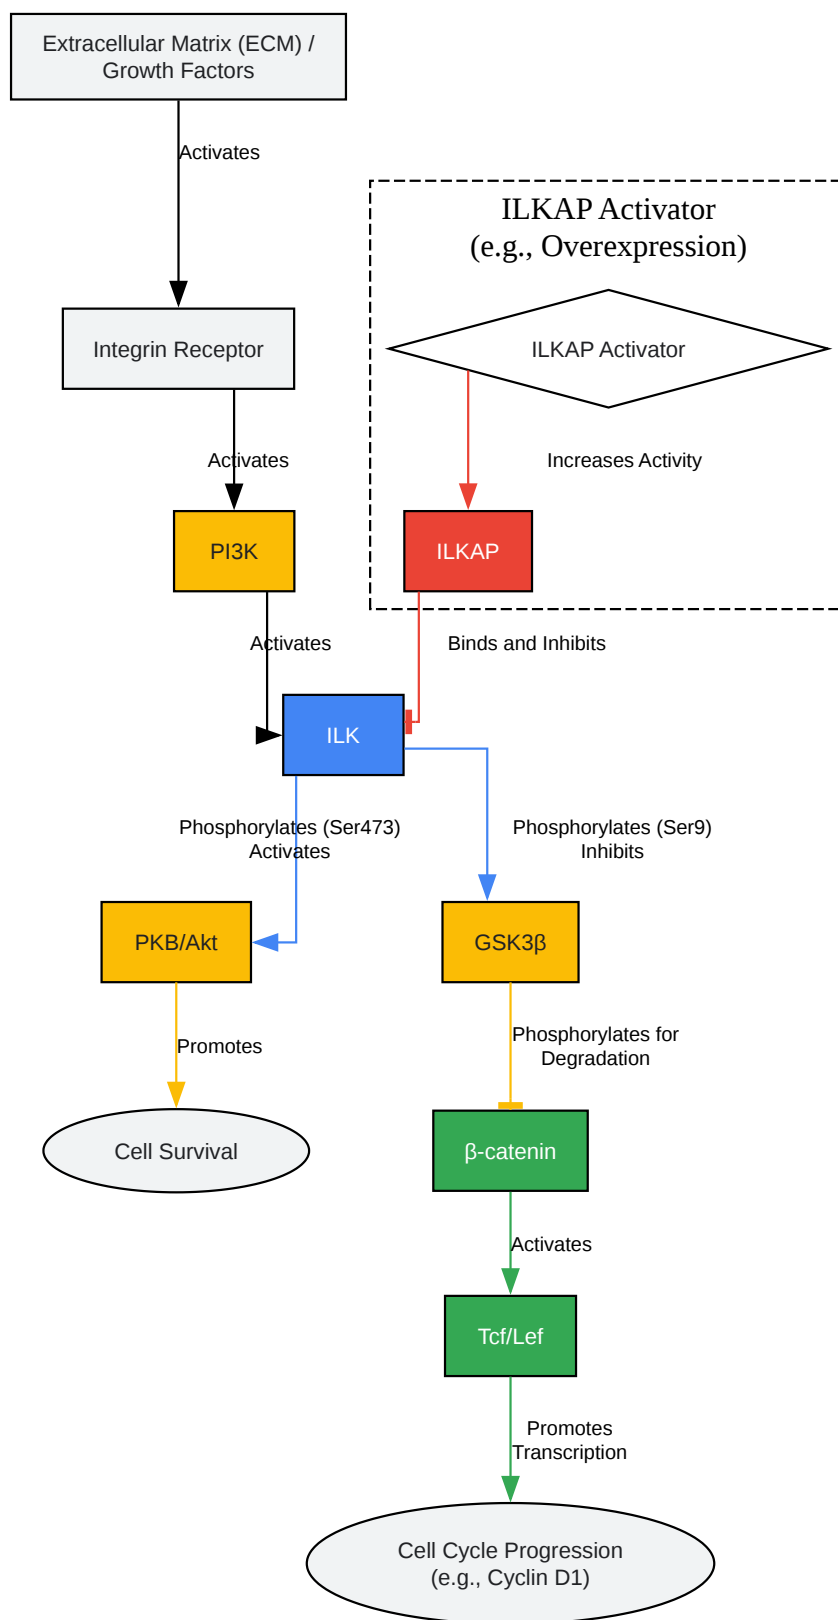 Extracellular Matrix (ECM) /
Growth Factors
Activates
ILKAP Activator
(e.g., Overexpression)
Integrin Receptor
ILKAP Activator
Activates
Increases Activity
PI3K
ILKAP
Activates
Binds and Inhibits
ILK
Phosphorylates (Ser473)
Activates
Phosphorylates (Ser9)
Inhibits
PKB/Akt
GSK3β
Promotes
Phosphorylates for
Degradation
Cell Survival
β-catenin
Activates
Tcf/Lef
Promotes
Transcription
Cell Cycle Progression
(e.g., Cyclin D1)